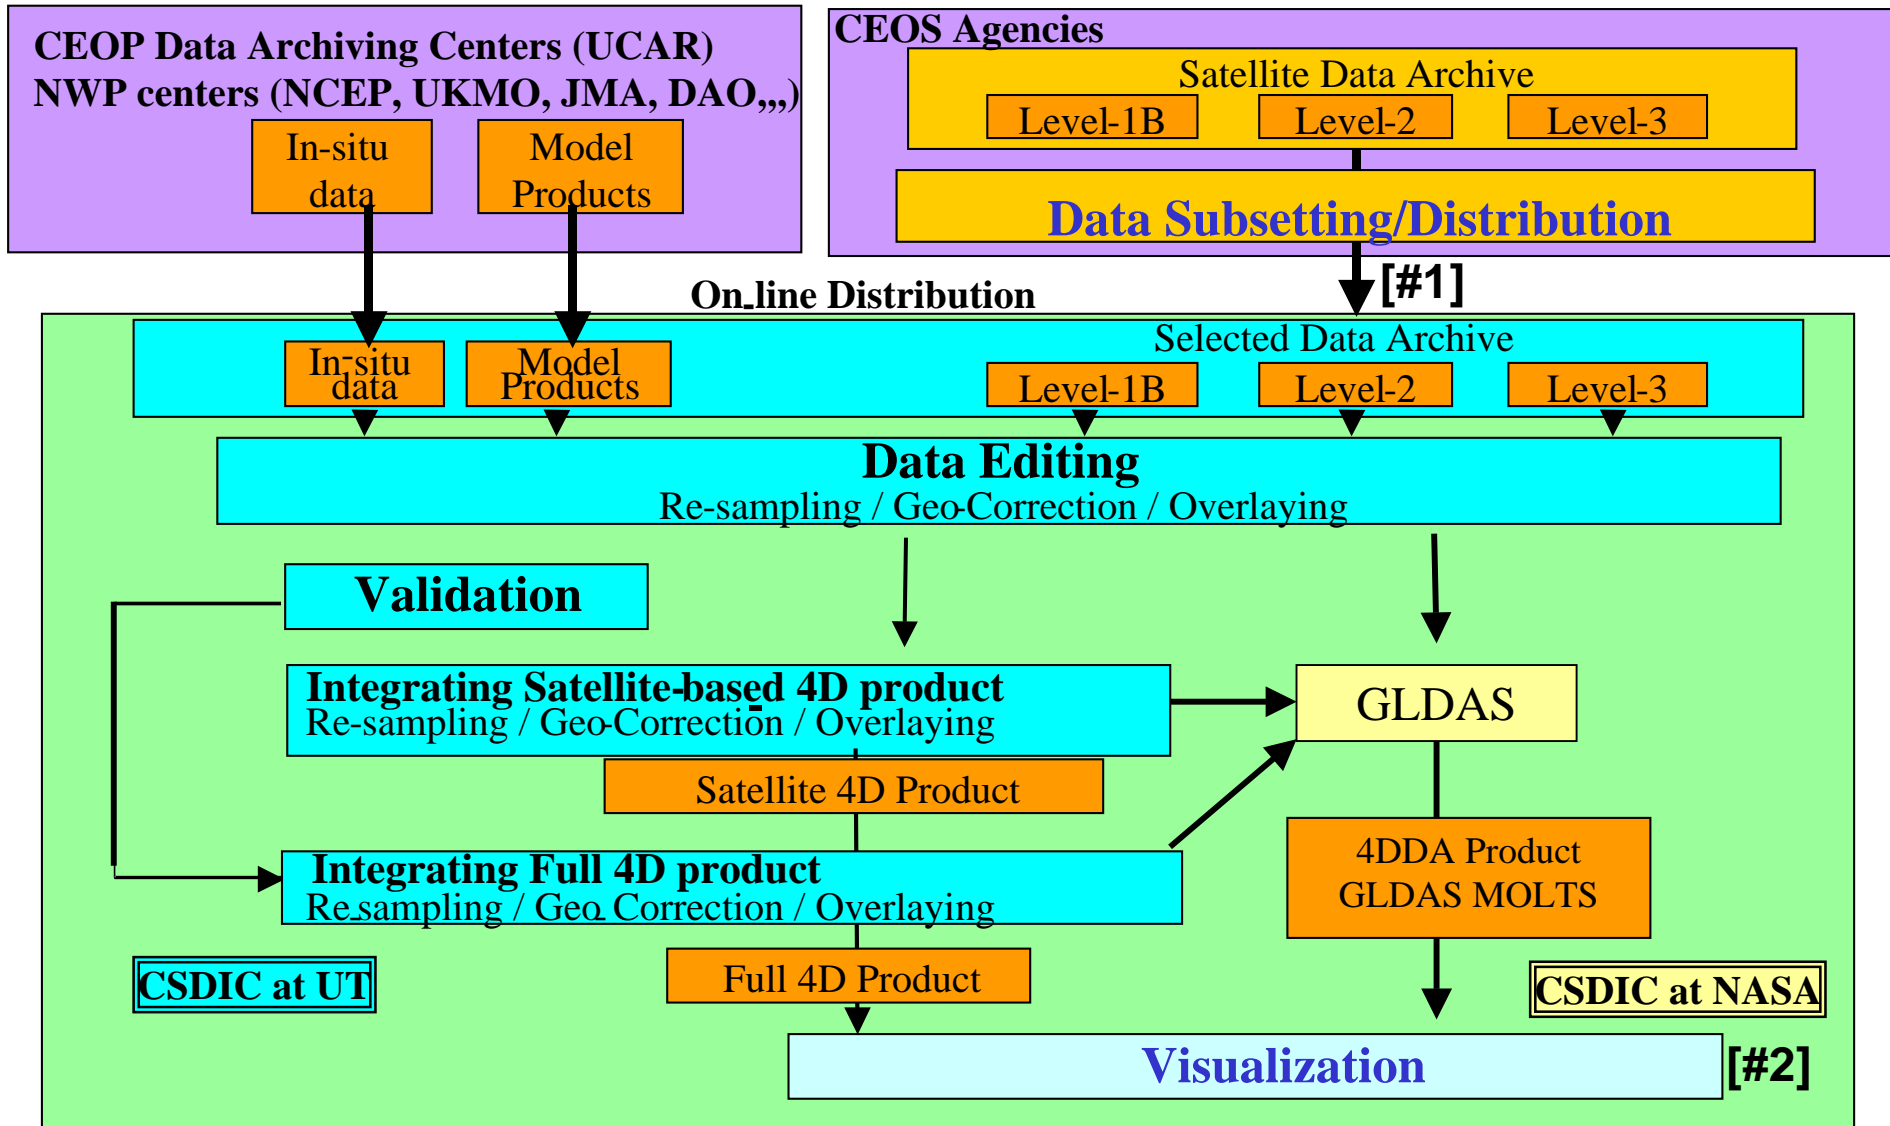 CEOP Data Archiving Centers (UCAR)
NWP centers (NCEP, UKMO, JMA, DAO,,,)
In-situ
data
Model
Products
CEOS Agencies
Satellite Data Archive
Level-1B
Level-2
Level-3
Data Subsetting/Distribution
[#1]
On-line Distribution
Selected Data Archive
In-situ
data
Model
Products
Level-1B
Level-2
Level-3
Data Editing
Re-sampling / Geo-Correction / Overlaying
Validation
Integrating Satellite-based 4D product
Re-sampling / Geo-Correction / Overlaying
GLDAS
Satellite 4D Product
Integrating Full 4D product
Re-sampling / Geo- Correction / Overlaying
4DDA Product
GLDAS MOLTS
Full 4D Product
CSDIC at UT
CSDIC at NASA
Visualization
[#2]